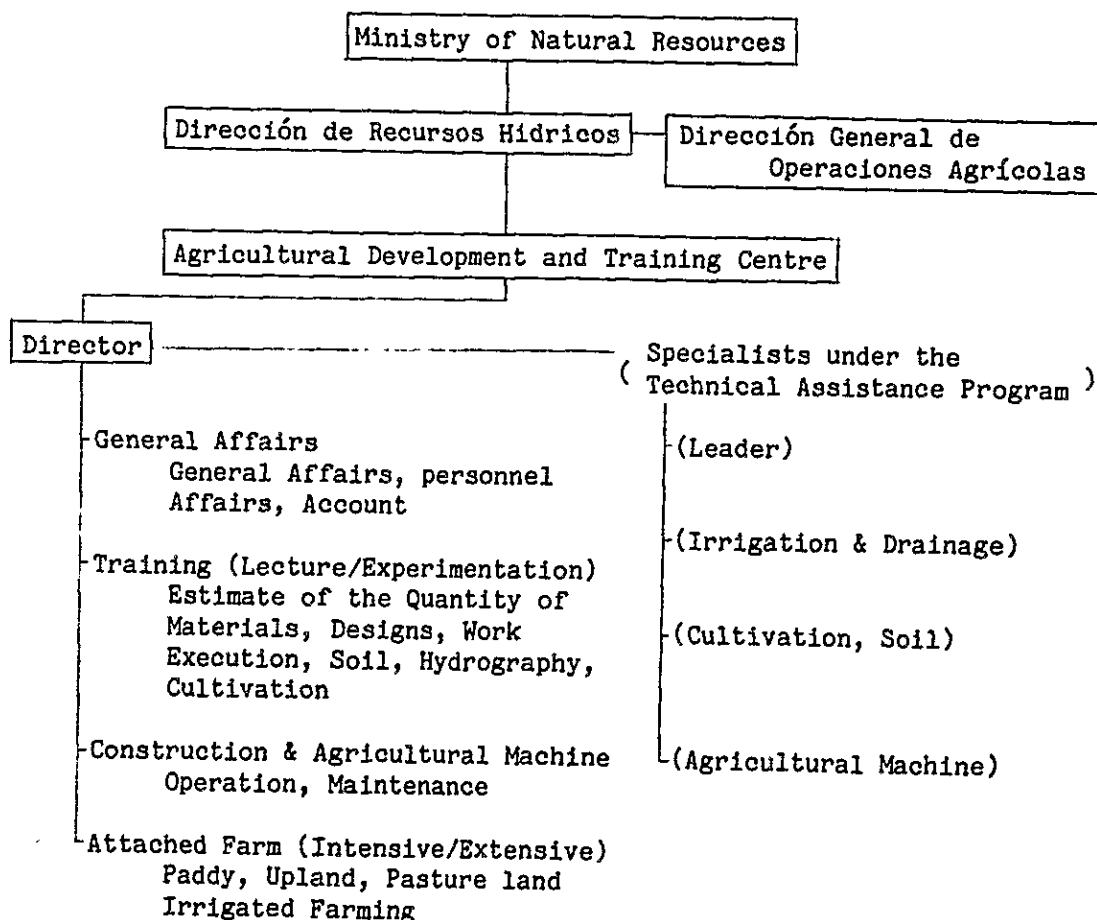 Ministry of Natural Resources
Dirección de Recursos Hídricos
Dirección General de
Operaciones Agrícolas
Agricultural Development and Training Centre
Director
( Specialists under the
Technical Assistance Program )
General Affairs
General Affairs, personnel
Affairs, Account
Training (Lecture/Experimentation)
Estimate of the Quantity of
Materials, Designs, Work
Execution, Soil, Hydrography,
Cultivation
Construction & Agricultural Machine
Operation, Maintenance
Attached Farm (Intensive/Extensive)
Paddy, Upland, Pasture land
Irrigated Farming
(Leader)
(Irrigation & Drainage)
(Cultivation, Soil)
(Agricultural Machine)